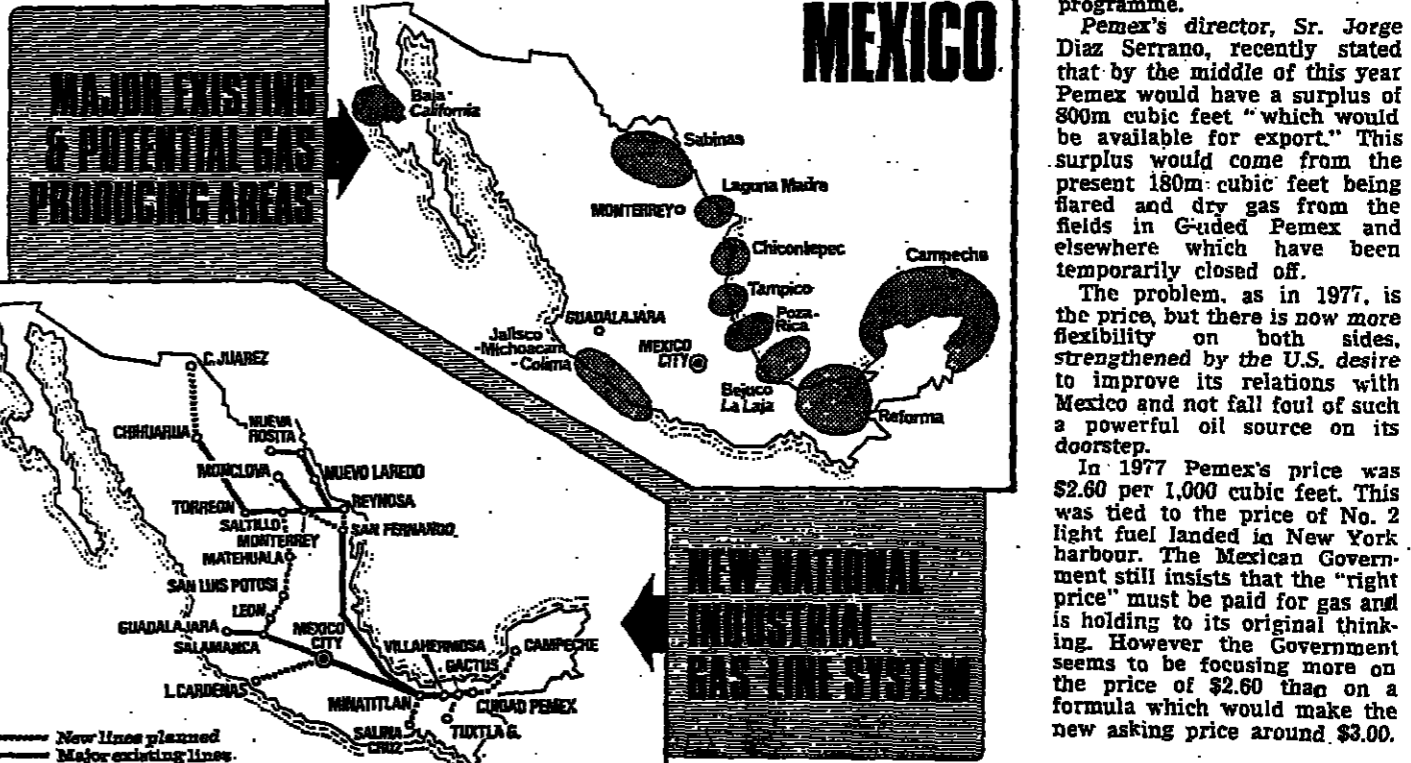 MEXICO
MAJOR EXISTING
& POTENTIAL GAS
PRODUCING AREAS
Baja
California
Sabinas
Laguna Madra
MONTERREY
Chicontepec
Campeche
Tampico
Poza-
Rica
GUADALAJARA
Jalisco
-Michoacan
-Colima
MEXICO
CITY
Bejuco
La Laja
Reforma
C. JUAREZ
CHIHUAHUA
NUEVA
ROSITA
MONCLOVA
NUEVO LAREDO
TORREON
REYNOSA
SALTILLO
SAN FERNANDO
MONTERREY
MATEHUALA
SAN LUIS POTOSI
LEON
GUADALAJARA
MEXICO
CITY
SALAMANCA
VILLAHERMOSA
CACTUS
CAMPECHE
L. CARDENAS
MINATITLAN
CUIDAD PEMEX
SALINA
CRUZ
TUXTLA G.
New lines planned
Major existing lines.
NEW NATIONAL
INDUSTRIAL
GAS LINE SYSTEM
programme.
Pemex's director, Sr. Jorge
Diaz Serrano, recently stated
that by the middle of this year
Pemex would have a surplus of
800m cubic feet "which would
be available for export." This
surplus would come from the
present 180m cubic feet being
flared and dry gas from the
fields in Guded Pemex and
elsewhere which have been
temporarily closed off.
The problem, as in 1977, is
the price, but there is now more
flexibility on both sides,
strengthened by the U.S. desire
to improve its relations with
Mexico and not fall foul of such
a powerful oil source on its
doorstep.
In 1977 Pemex's price was
$2.60 per 1,000 cubic feet. This
was tied to the price of No. 2
light fuel landed in New York
harbour. The Mexican Govern-
ment still insists that the "right
price" must be paid for gas and
is holding to its original think-
ing. However the Government
seems to be focusing more on
the price of $2.60 than on a
formula which would make the
new asking price around $3.00.